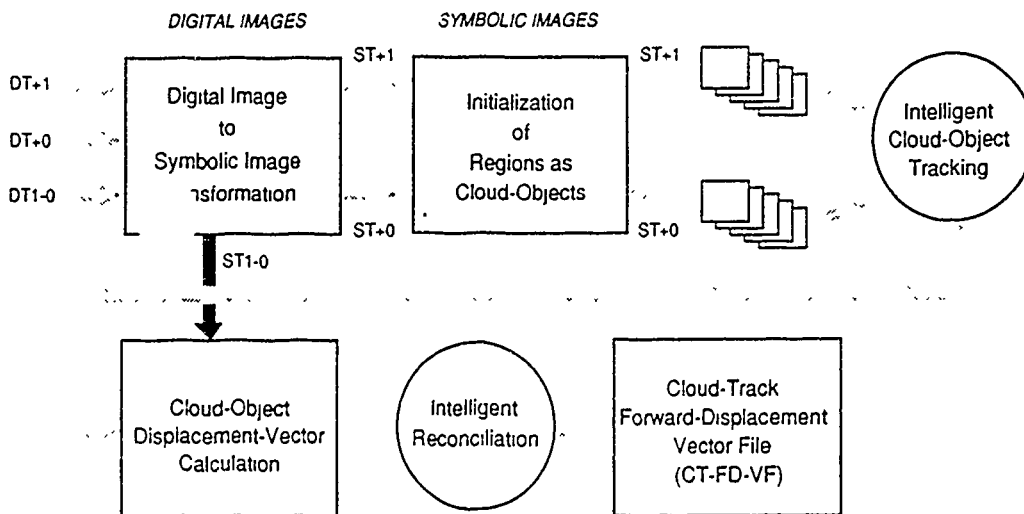 DIGITAL IMAGES
SYMBOLIC IMAGES
DT+1
DT+0
DT1-0
Digital Image
to
Symbolic Image
nsformation
ST+1
ST+0
ST1-0
Initialization
of
Regions as
Cloud-Objects
ST+1
ST+0
Intelligent
Cloud-Object
Tracking
Cloud-Object
Displacement-Vector
Calculation
Intelligent
Reconciliation
Cloud-Track
Forward-Displacement
Vector File
(CT-FD-VF)